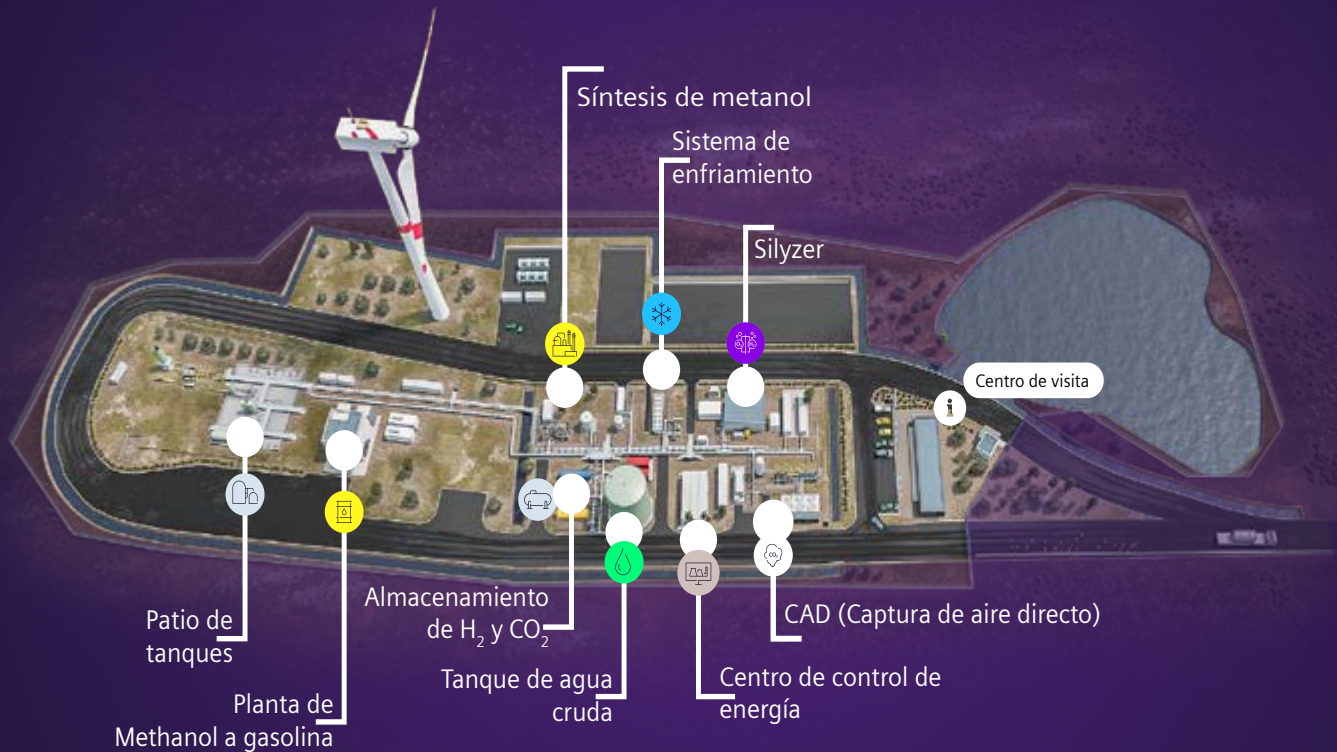 Síntesis de metanol
Sistema de
enfriamiento
Silyzer
Centro de visita
Patio de
tanques
Planta de
Methanol a gasolina
Almacenamiento
de H₂ y CO₂
Tanque de agua
cruda
Centro de control de
energía
CAD (Captura de aire directo)